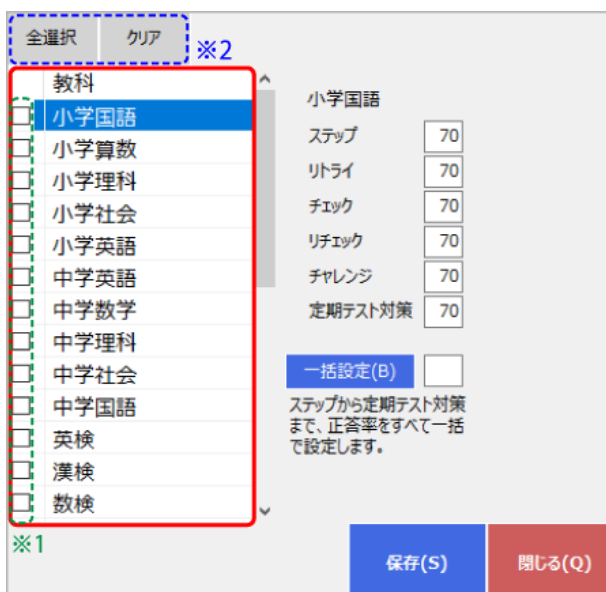 全選択 クリア ※2
教科
小学国語
小学算数
小学理科
小学社会
小学英語
中学英語
中学数学
中学理科
中学社会
中学国語
英検
漢検
数検
※1
小学国語
ステップ 70
リトライ 70
チェック 70
リチェック 70
チャレンジ 70
定期テスト対策 70
一括設定(B)
ステップから定期テスト対策
まで、正答率をすべて一括
で設定します。
保存(S) 閉じる(Q)